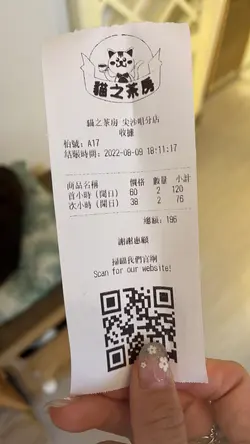 貓之茶房
貓之茶房 尖沙咀分店
收據
枱號: A17
結賬時間: 2022-08-09 18:11:17
商品名稱 價格 數量 小計
首小時 (閒日) 60 2 120
次小時 (閒日) 38 2 76
總額: 196
謝謝惠顧
掃瞄我們官網
Scan for our website!